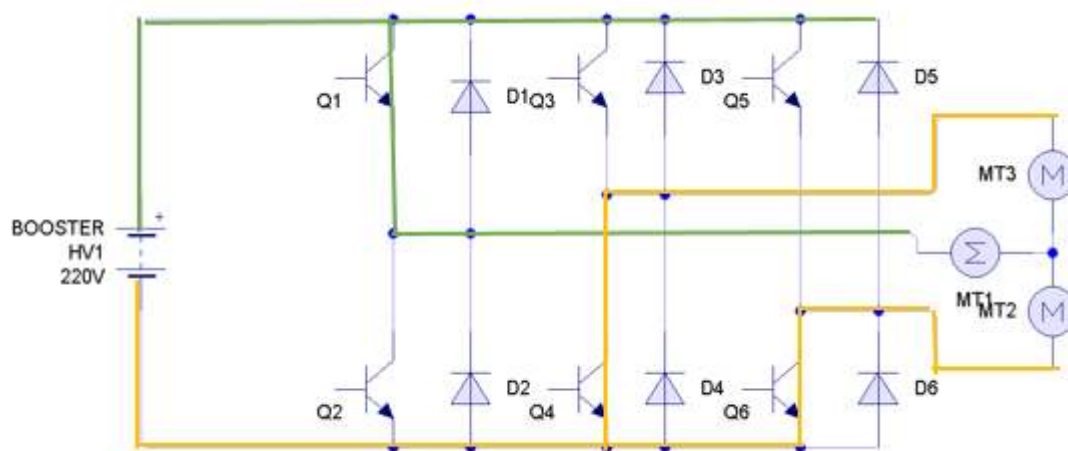 Q1
D1
Q3
D3
Q5
D5
MT3
BOOSTER
HV1
220V
+
Σ
MT1
MT2
M
M
Q2
D2
Q4
D4
Q6
D6